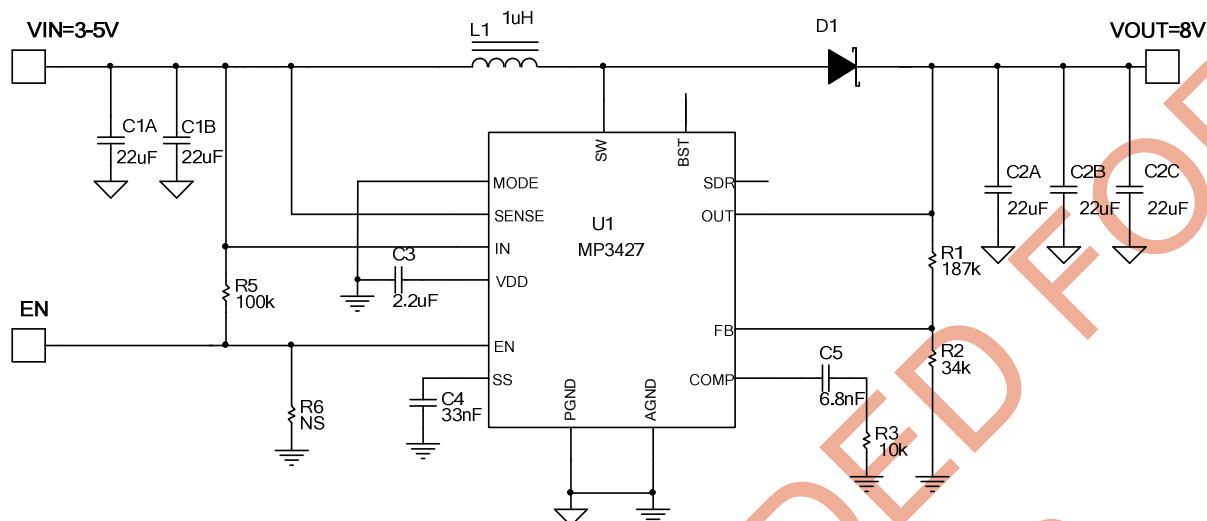 VIN=3-5V
L1
1uH
D1
VOUT=8V
C1A
22uF
C1B
22uF
SW
BST
MODE
SENSE
IN
VDD
EN
SS
SDR
OUT
FB
COMP
PGND
AGND
U1
MP3427
C3
2.2uF
R5
100k
EN
R6
NS
C4
33nF
C2A
22uF
C2B
22uF
C2C
22uF
R1
187k
R2
34k
C5
6.8nF
R3
10k
DED FO